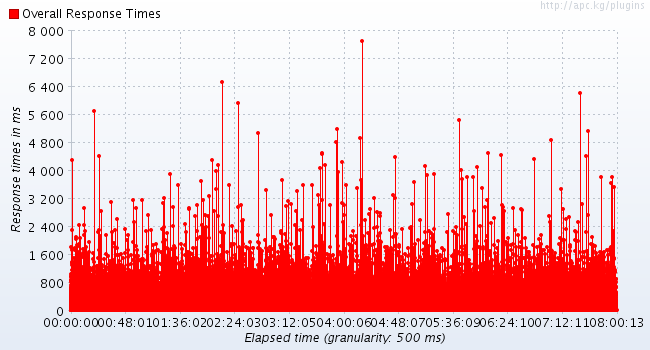 http://apc.kg/plugins
Overall Response Times
8 000
7 200
6 400
5 600
4 800
4 000
3 200
2 400
1 600
800
0
Response times in ms
00:00:00 00:48:01 01:36:02 02:24:03 03:12:05 04:00:06 04:48:07 05:36:09 06:24:10 07:12:11 08:00:13
Elapsed time (granularity: 500 ms)